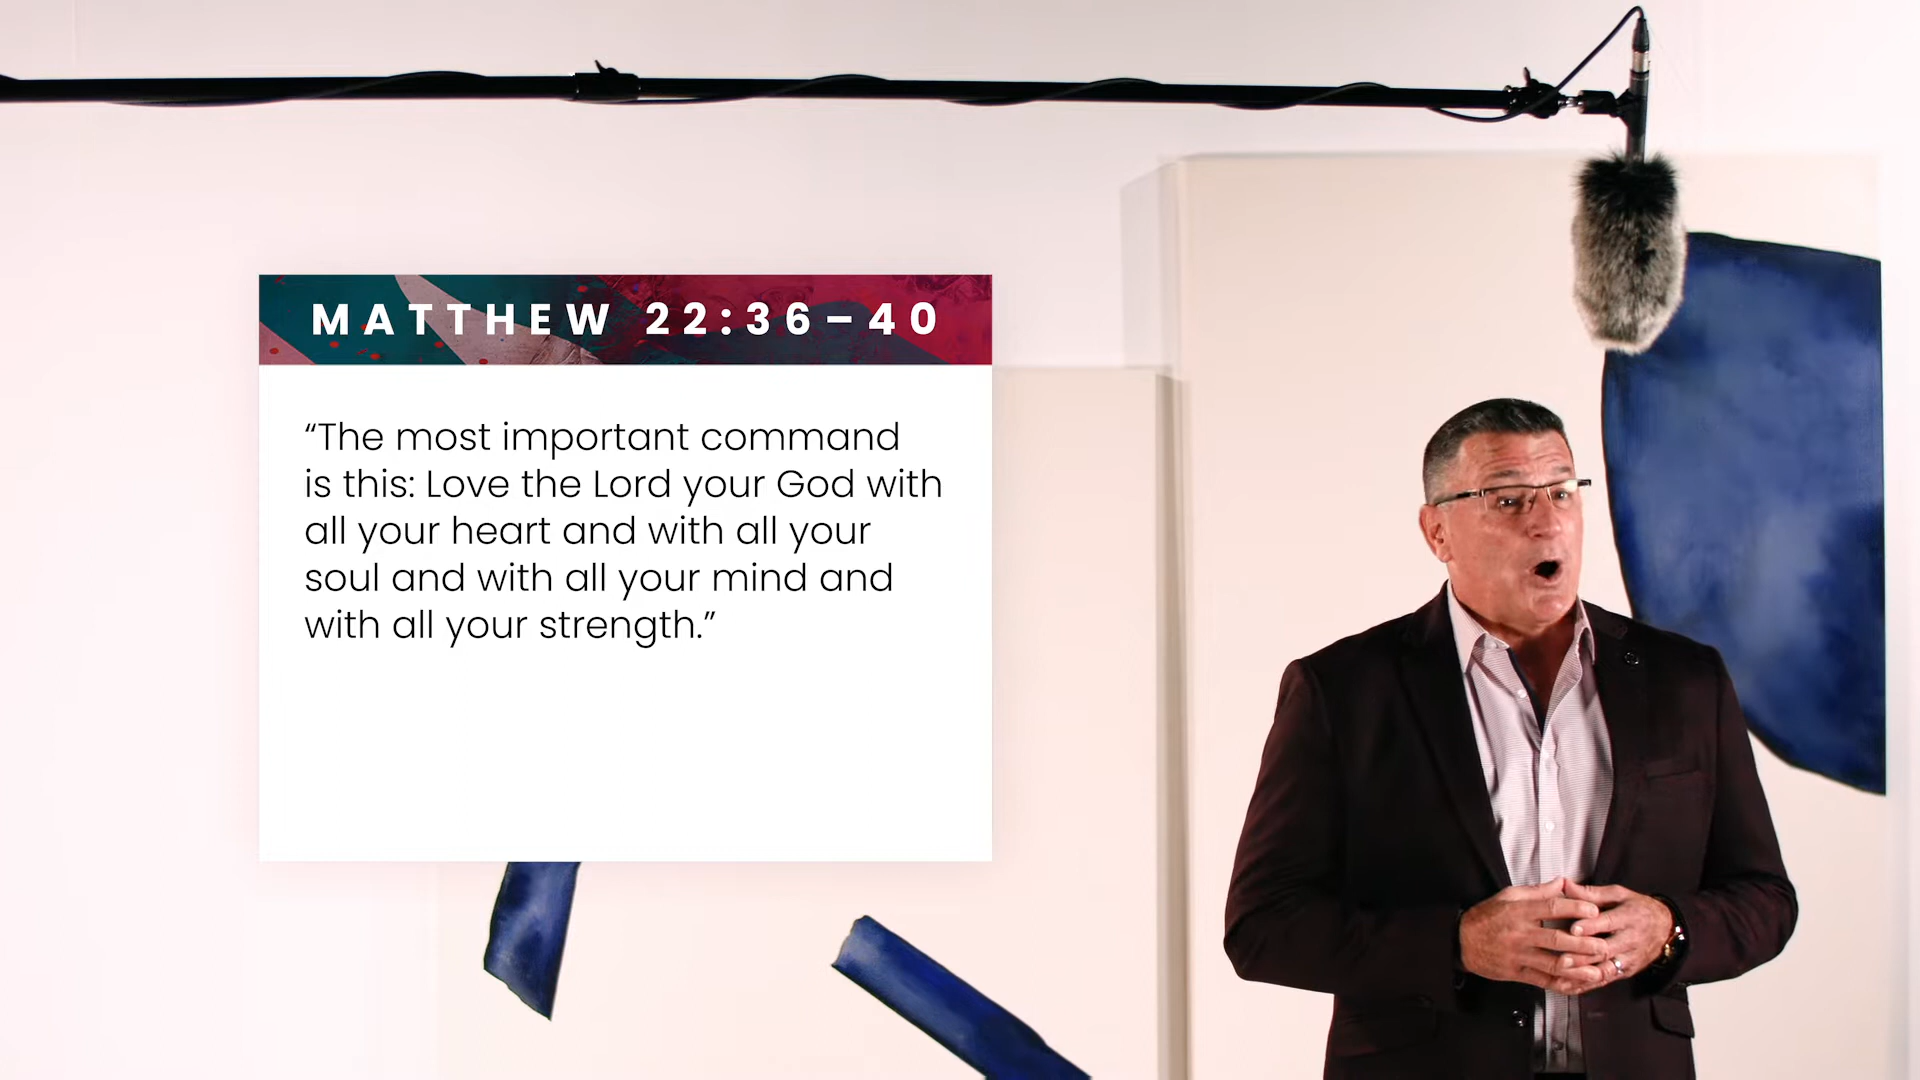 MATTHEW 22:36–40
“The most important command
is this: Love the Lord your God with
all your heart and with all your
soul and with all your mind and
with all your strength.”